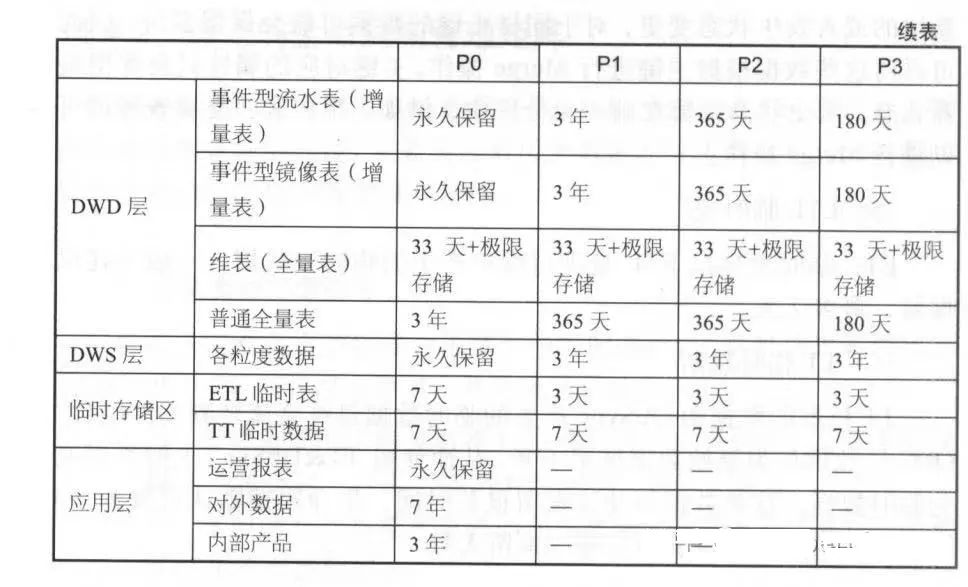 续表
P0 P1 P2 P3
DWD 层 事件型流水表（增量表） 永久保留 3 年 365 天 180 天
事件型镜像表（增量表） 永久保留 3 年 365 天 180 天
维表（全量表） 33 天+极限存储 33 天+极限存储 33 天+极限存储 33 天+极限存储
普通全量表 3 年 365 天 365 天 180 天
DWS 层 各粒度数据 永久保留 3 年 3 年 3 年
临时存储区 ETL 临时表 7 天 3 天 3 天 3 天
TT 临时数据 7天 7 天 7 天 7 天
应用层 运营报表 永久保留 — — —
对外数据 7 年 — — —
内部产品 3 年 — —